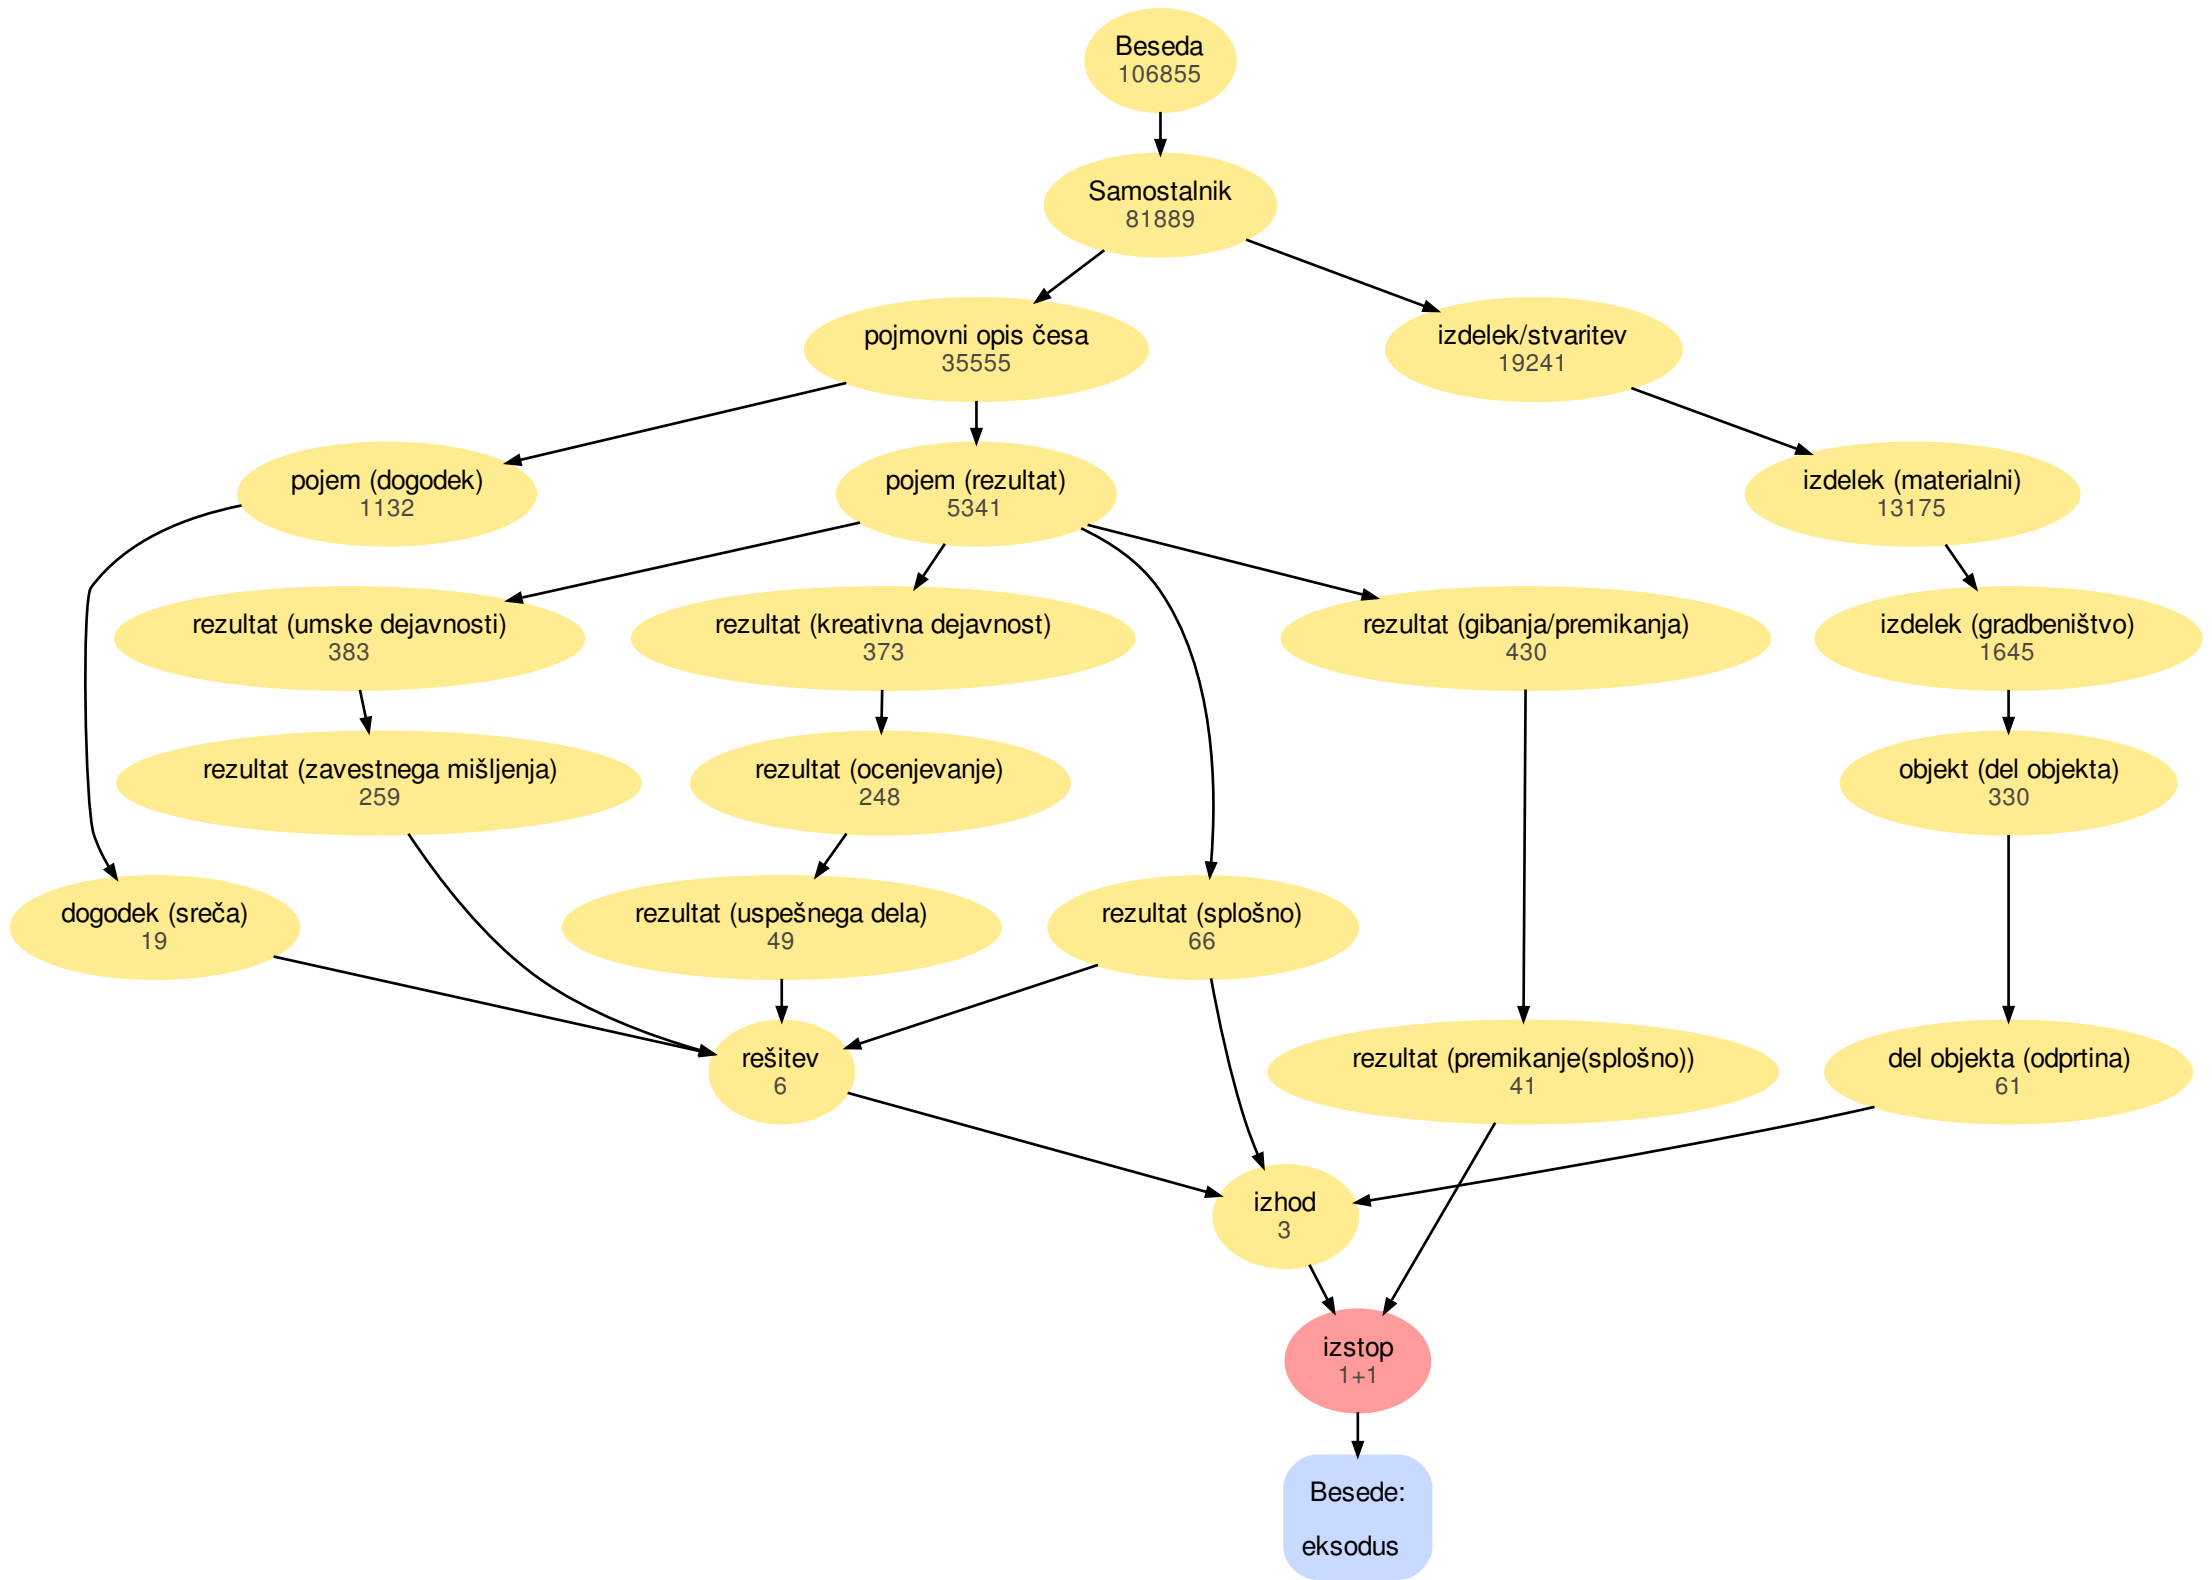 Beseda
106855
Samostalnik
81889
pojmovni opis česa
35555
izdelek/stvaritev
19241
pojem (dogodek)
1132
pojem (rezultat)
5341
izdelek (materialni)
13175
rezultat (umske dejavnosti)
383
rezultat (kreativna dejavnost)
373
rezultat (gibanja/premikanja)
430
izdelek (gradbeništvo)
1645
rezultat (zavestnega mišljenja)
259
rezultat (ocenjevanje)
248
objekt (del objekta)
330
dogodek (sreča)
19
rezultat (uspešnega dela)
49
rezultat (splošno)
66
rešitev
6
rezultat (premikanje(splošno))
41
del objekta (odprtina)
61
izhod
3
izstop
1+1
Besede:
eksodus